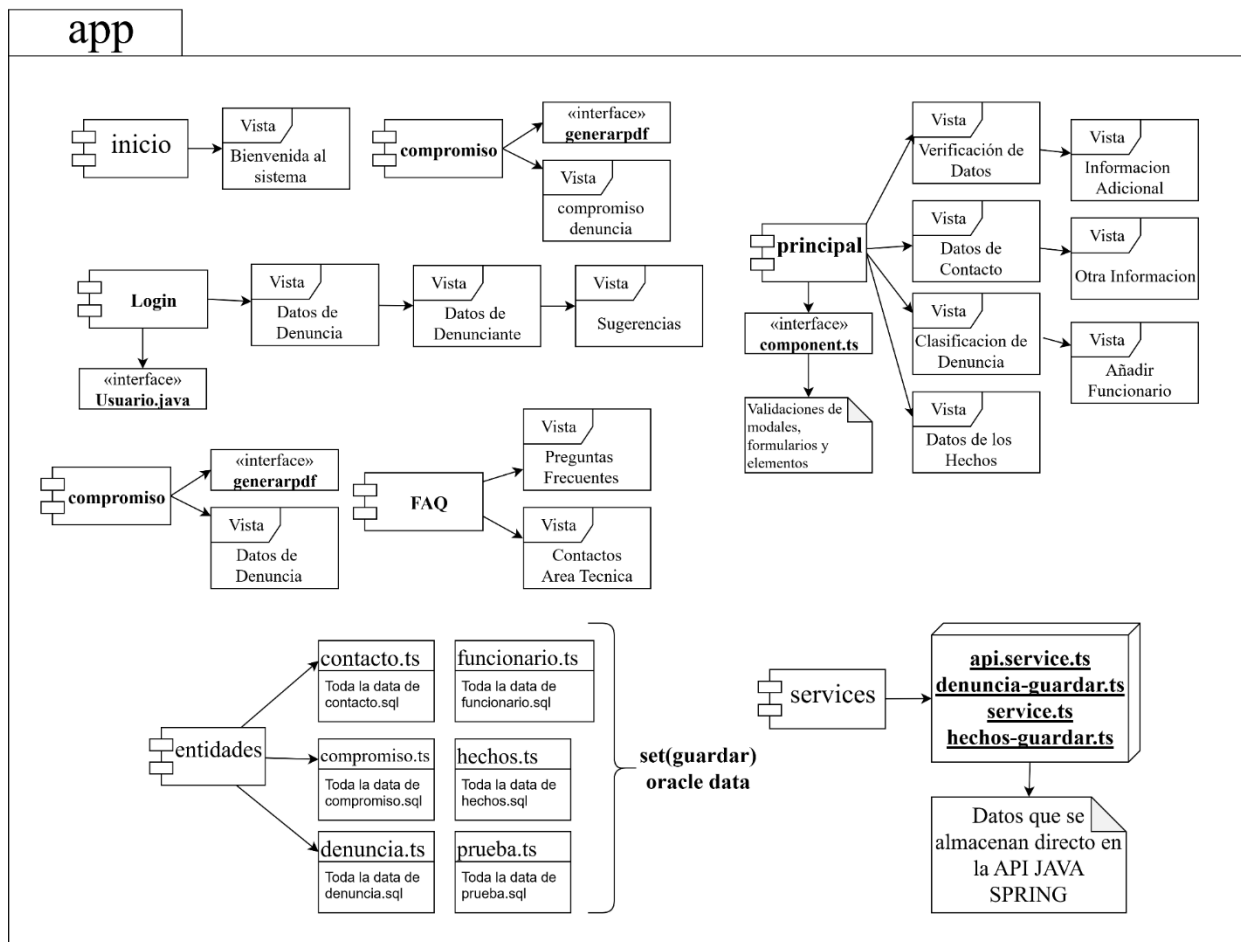 app
inicio
Vista
Bienvenida al
sistema
compromiso
«interface»
generarpdf
Vista
compromiso
denuncia
principal
Vista
Verificación de
Datos
Vista
Informacion
Adicional
Vista
Datos de
Contacto
Vista
Otra Informacion
Vista
Clasificacion de
Denuncia
Vista
Añadir
Funcionario
Vista
Datos de los
Hechos
«interface»
component.ts
Validaciones de
modales,
formularios y
elementos
Login
Vista
Datos de
Denuncia
Vista
Datos de
Denunciante
Vista
Sugerencias
«interface»
Usuario.java
compromiso
«interface»
generarpdf
Vista
Datos de
Denuncia
FAQ
Vista
Preguntas
Frecuentes
Vista
Contactos
Area Tecnica
entidades
contacto.ts
Toda la data de
contacto.sql
funcionario.ts
Toda la data de
funcionario.sql
compromiso.ts
Toda la data de
compromiso.sql
hechos.ts
Toda la data de
hechos.sql
denuncia.ts
Toda la data de
denuncia.sql
prueba.ts
Toda la data de
prueba.sql
set(guardar)
oracle data
services
api.service.ts
denuncia-guardar.ts
service.ts
hechos-guardar.ts
Datos que se
almacenan directo en
la API JAVA
SPRING